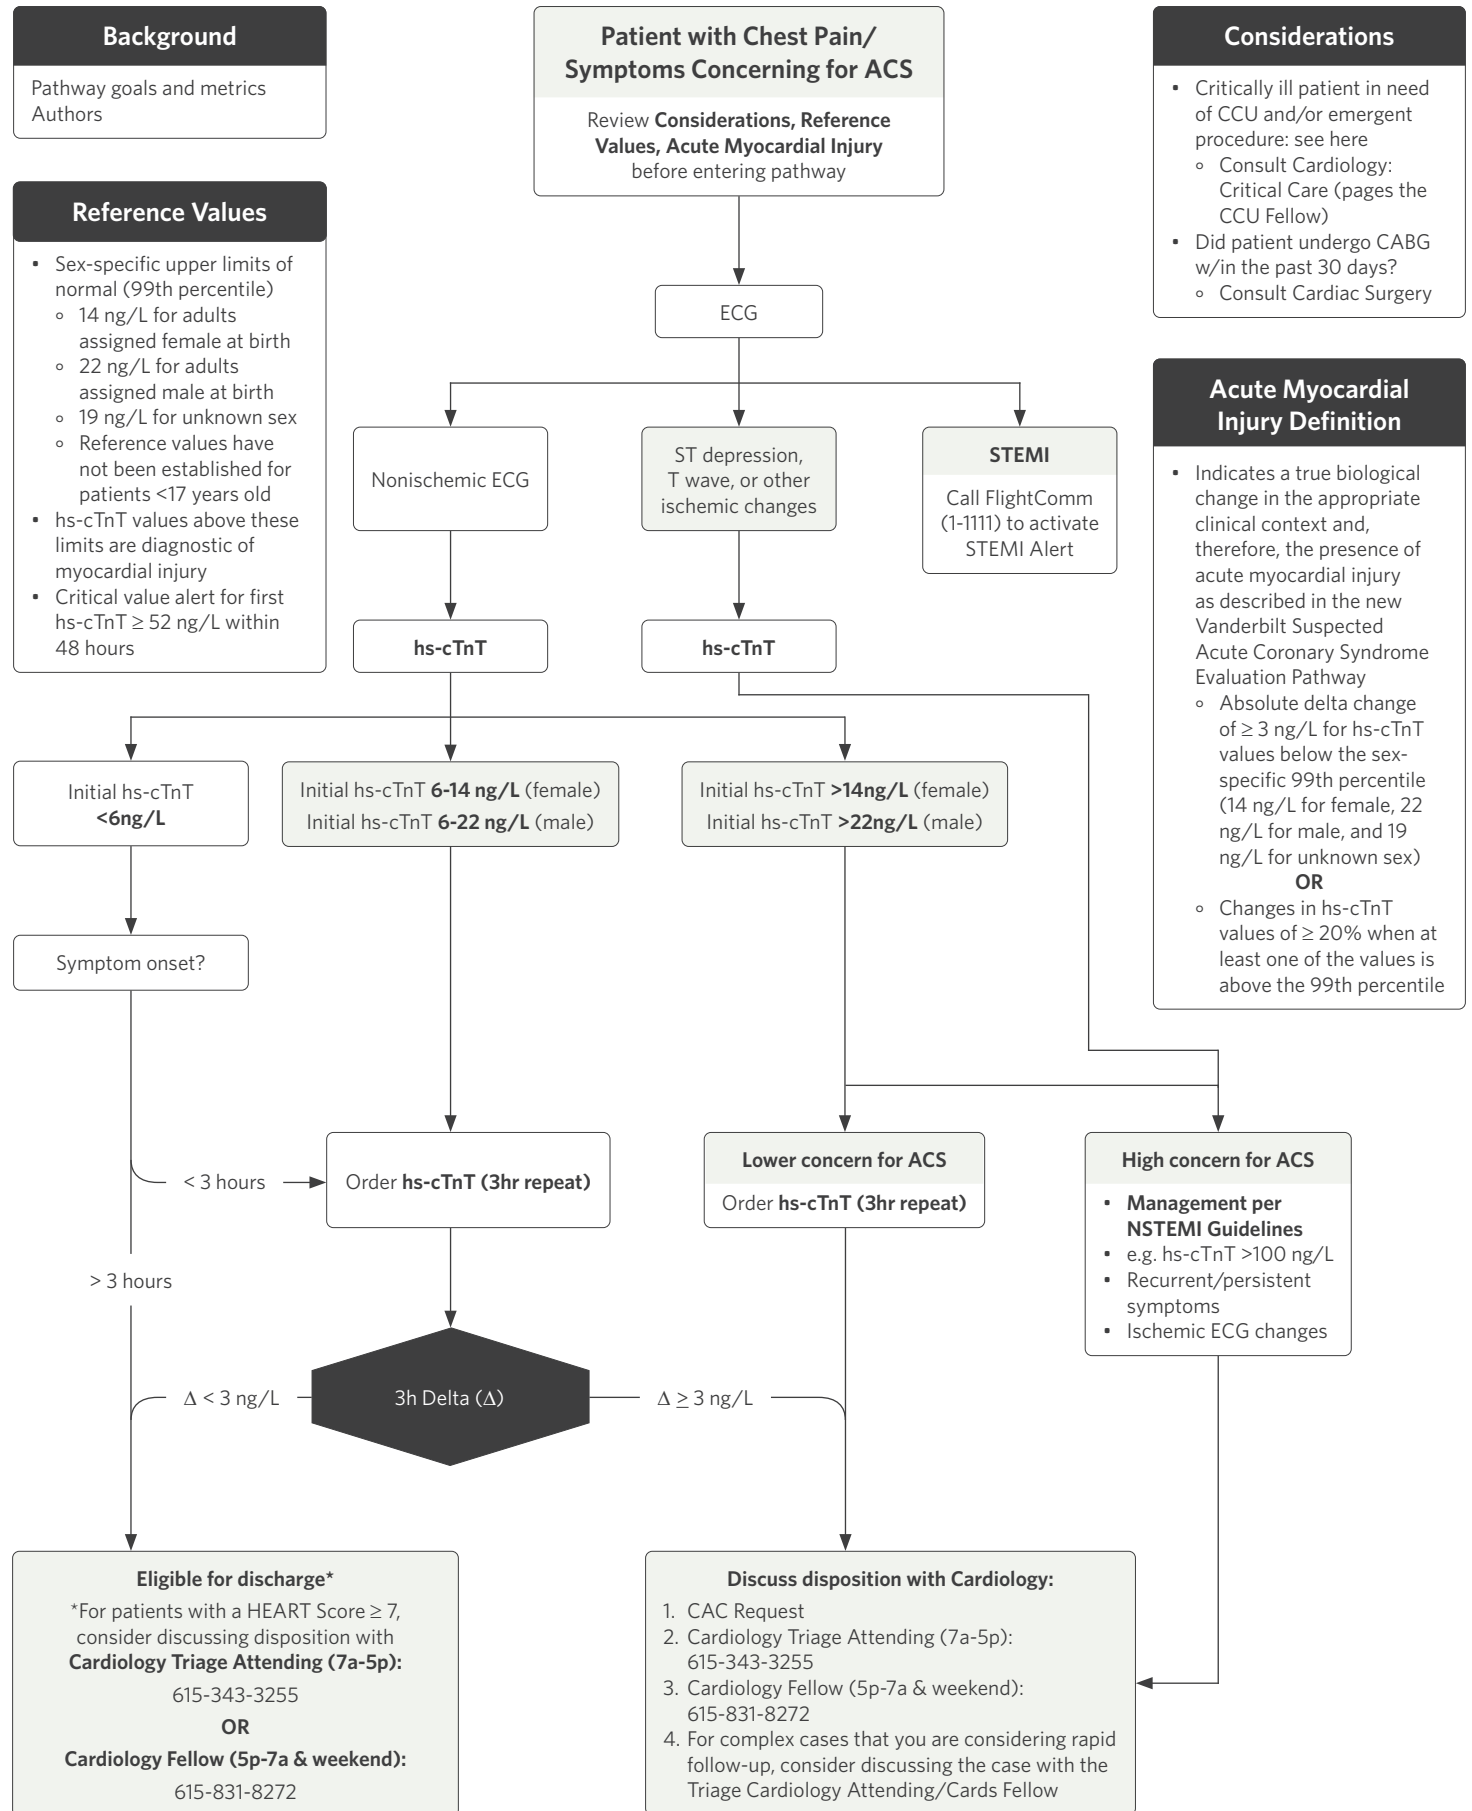 Background
Pathway goals and metrics
Authors
Patient with Chest Pain/
Symptoms Concerning for ACS
Review Considerations, Reference
Values, Acute Myocardial Injury
before entering pathway
Considerations
▪ Critically ill patient in need
of CCU and/or emergent
procedure: see here
∘ Consult Cardiology:
Critical Care (pages the
CCU Fellow)
▪ Did patient undergo CABG
w/in the past 30 days?
∘ Consult Cardiac Surgery
Reference Values
▪ Sex-specific upper limits of
normal (99th percentile)
∘ 14 ng/L for adults
assigned female at birth
∘ 22 ng/L for adults
assigned male at birth
∘ 19 ng/L for unknown sex
∘ Reference values have
not been established for
patients <17 years old
▪ hs-cTnT values above these
limits are diagnostic of
myocardial injury
▪ Critical value alert for first
hs-cTnT ≥ 52 ng/L within
48 hours
Acute Myocardial
Injury Definition
▪ Indicates a true biological
change in the appropriate
clinical context and,
therefore, the presence of
acute myocardial injury
as described in the new
Vanderbilt Suspected
Acute Coronary Syndrome
Evaluation Pathway
∘ Absolute delta change
of ≥ 3 ng/L for hs-cTnT
values below the sex-
specific 99th percentile
(14 ng/L for female, 22
ng/L for male, and 19
ng/L for unknown sex)
OR
∘ Changes in hs-cTnT
values of ≥ 20% when at
least one of the values is
above the 99th percentile
ECG
Nonischemic ECG
ST depression,
T wave, or other
ischemic changes
STEMI
Call FlightComm
(1-1111) to activate
STEMI Alert
hs-cTnT
hs-cTnT
Initial hs-cTnT
<6ng/L
Initial hs-cTnT 6-14 ng/L (female)
Initial hs-cTnT 6-22 ng/L (male)
Initial hs-cTnT >14ng/L (female)
Initial hs-cTnT >22ng/L (male)
Symptom onset?
< 3 hours
Order hs-cTnT (3hr repeat)
Lower concern for ACS
Order hs-cTnT (3hr repeat)
High concern for ACS
▪ Management per
NSTEMI Guidelines
▪ e.g. hs-cTnT >100 ng/L
▪ Recurrent/persistent
symptoms
▪ Ischemic ECG changes
> 3 hours
Δ < 3 ng/L
3h Delta (Δ)
Δ ≥ 3 ng/L
Eligible for discharge*
*For patients with a HEART Score ≥ 7,
consider discussing disposition with
Cardiology Triage Attending (7a-5p):
615-343-3255
OR
Cardiology Fellow (5p-7a & weekend):
615-831-8272
Discuss disposition with Cardiology:
1. CAC Request
2. Cardiology Triage Attending (7a-5p):
615-343-3255
3. Cardiology Fellow (5p-7a & weekend):
615-831-8272
4. For complex cases that you are considering rapid
follow-up, consider discussing the case with the
Triage Cardiology Attending/Cards Fellow